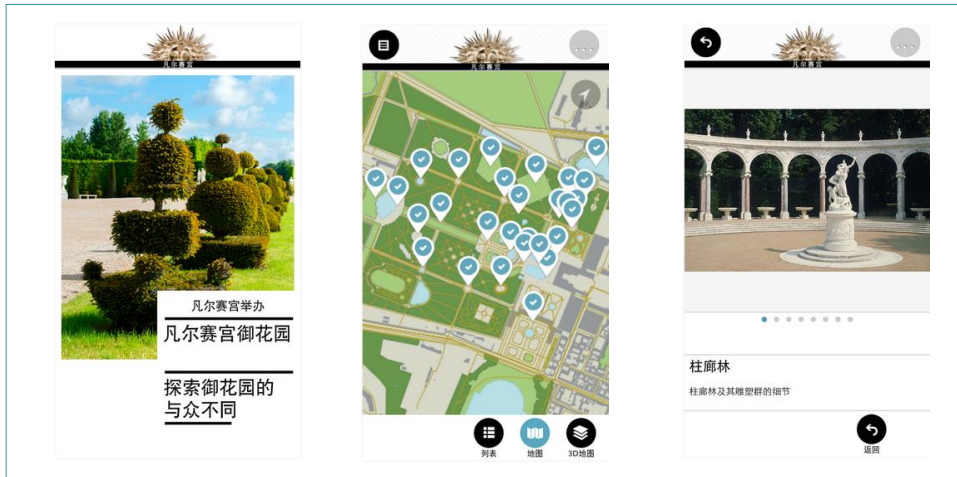 凡尔赛宫
凡尔赛宫举办
凡尔赛宫御花园
探索御花园的
与众不同
凡尔赛宫
列表
地图
3D地图
凡尔赛宫
柱廊林
柱廊林及其雕塑群的细节
返回